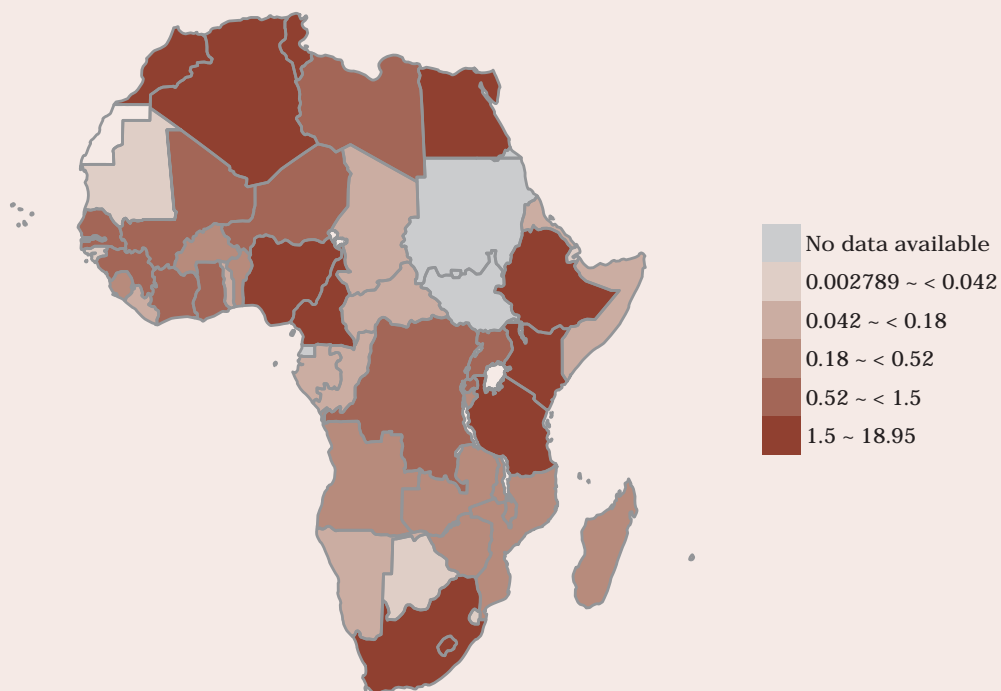 No data available
0.002789 ~ < 0.042
0.042 ~ < 0.18
0.18 ~ < 0.52
0.52 ~ < 1.5
1.5 ~ 18.95